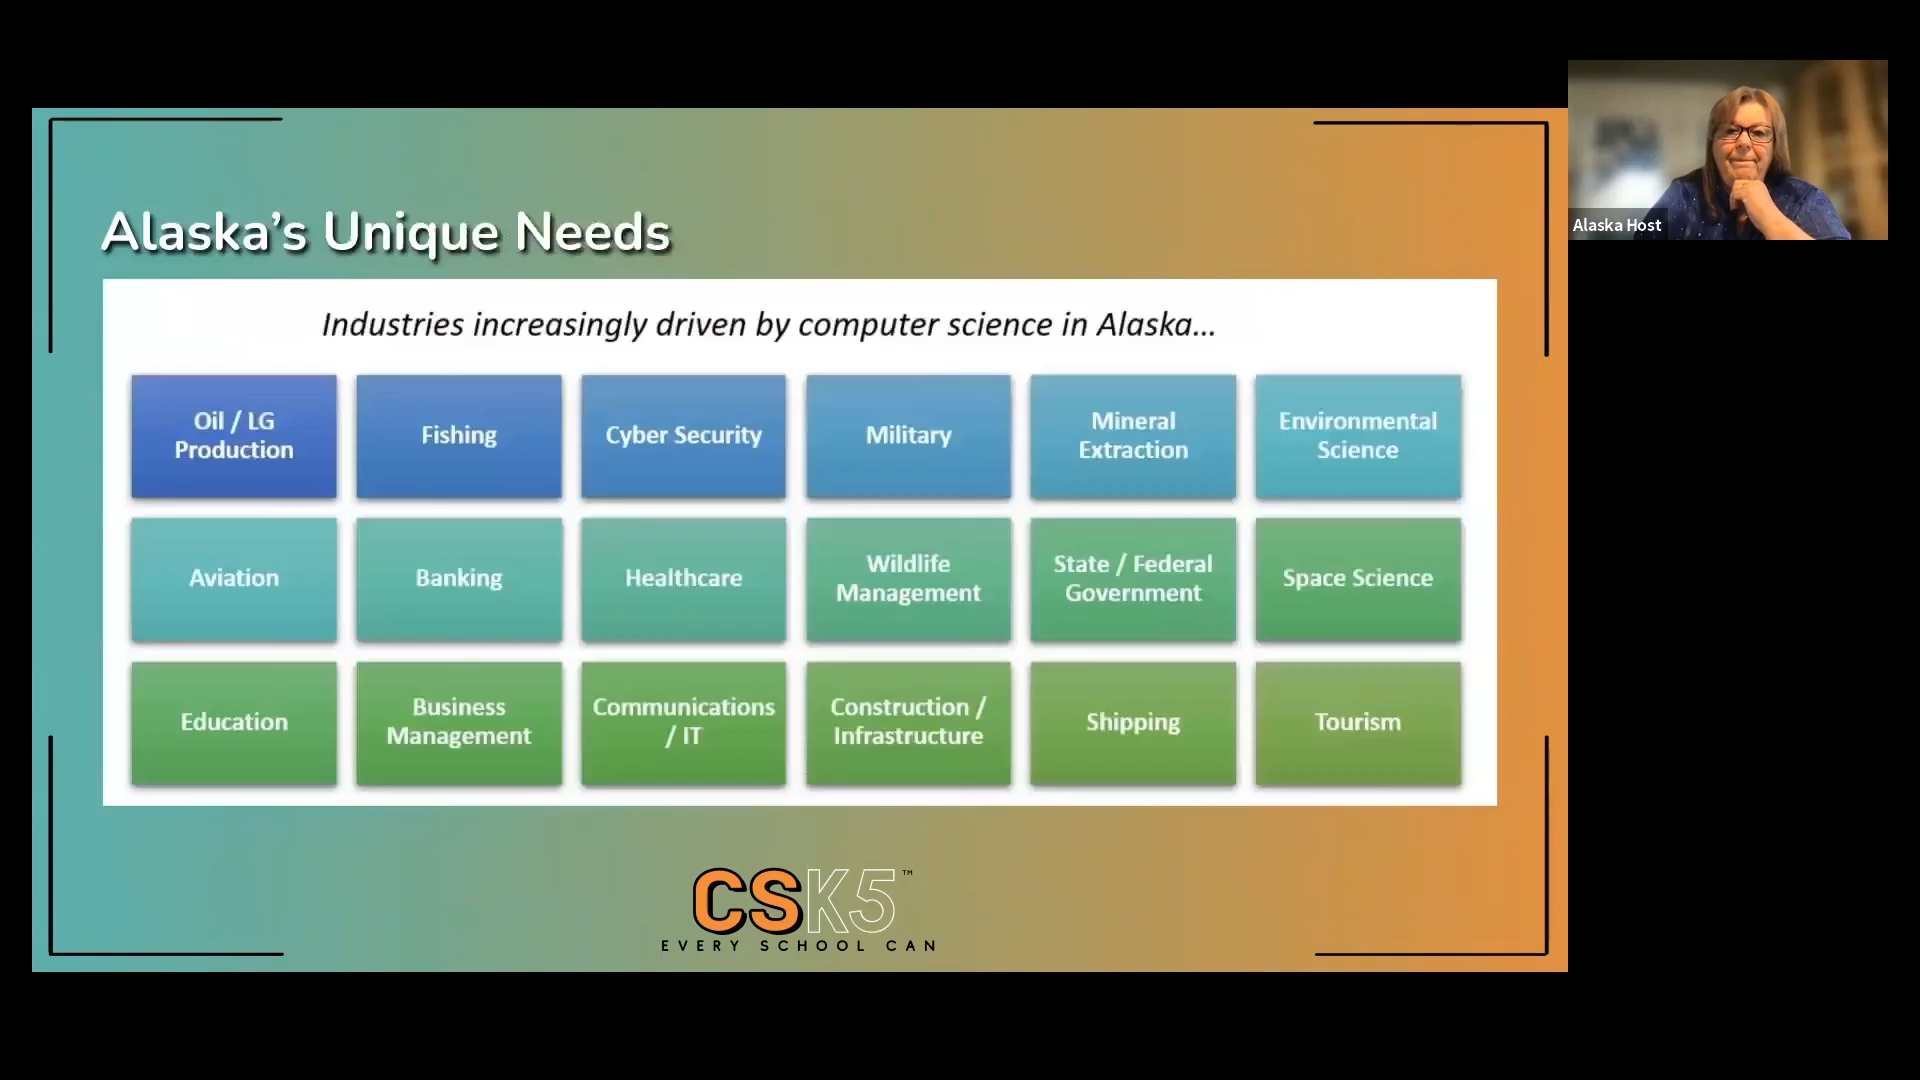 Alaska Host
Alaska's Unique Needs
Industries increasingly driven by computer science in Alaska...
Oil / LG
Production
Fishing
Cyber Security
Military
Mineral
Extraction
Environmental
Science
Aviation
Banking
Healthcare
Wildlife
Management
State / Federal
Government
Space Science
Education
Business
Management
Communications
/ IT
Construction /
Infrastructure
Shipping
Tourism
CSK5™
EVERY SCHOOL CAN